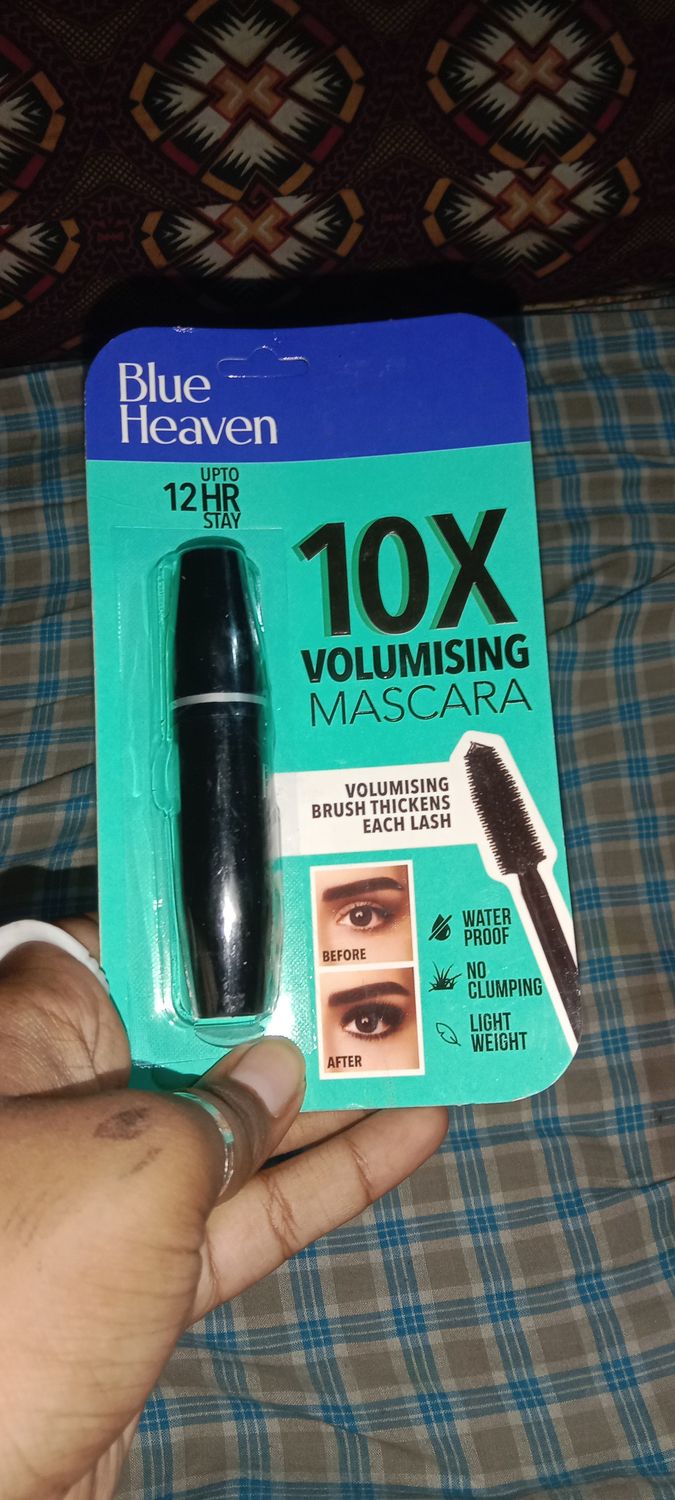 Blue
Heaven
UPTO
12 HR
STAY
10X
VOLUMISING
MASCARA
VOLUMISING
BRUSH THICKENS
EACH LASH
BEFORE
WATER
PROOF
NO
CLUMPING
AFTER
LIGHT
WEIGHT